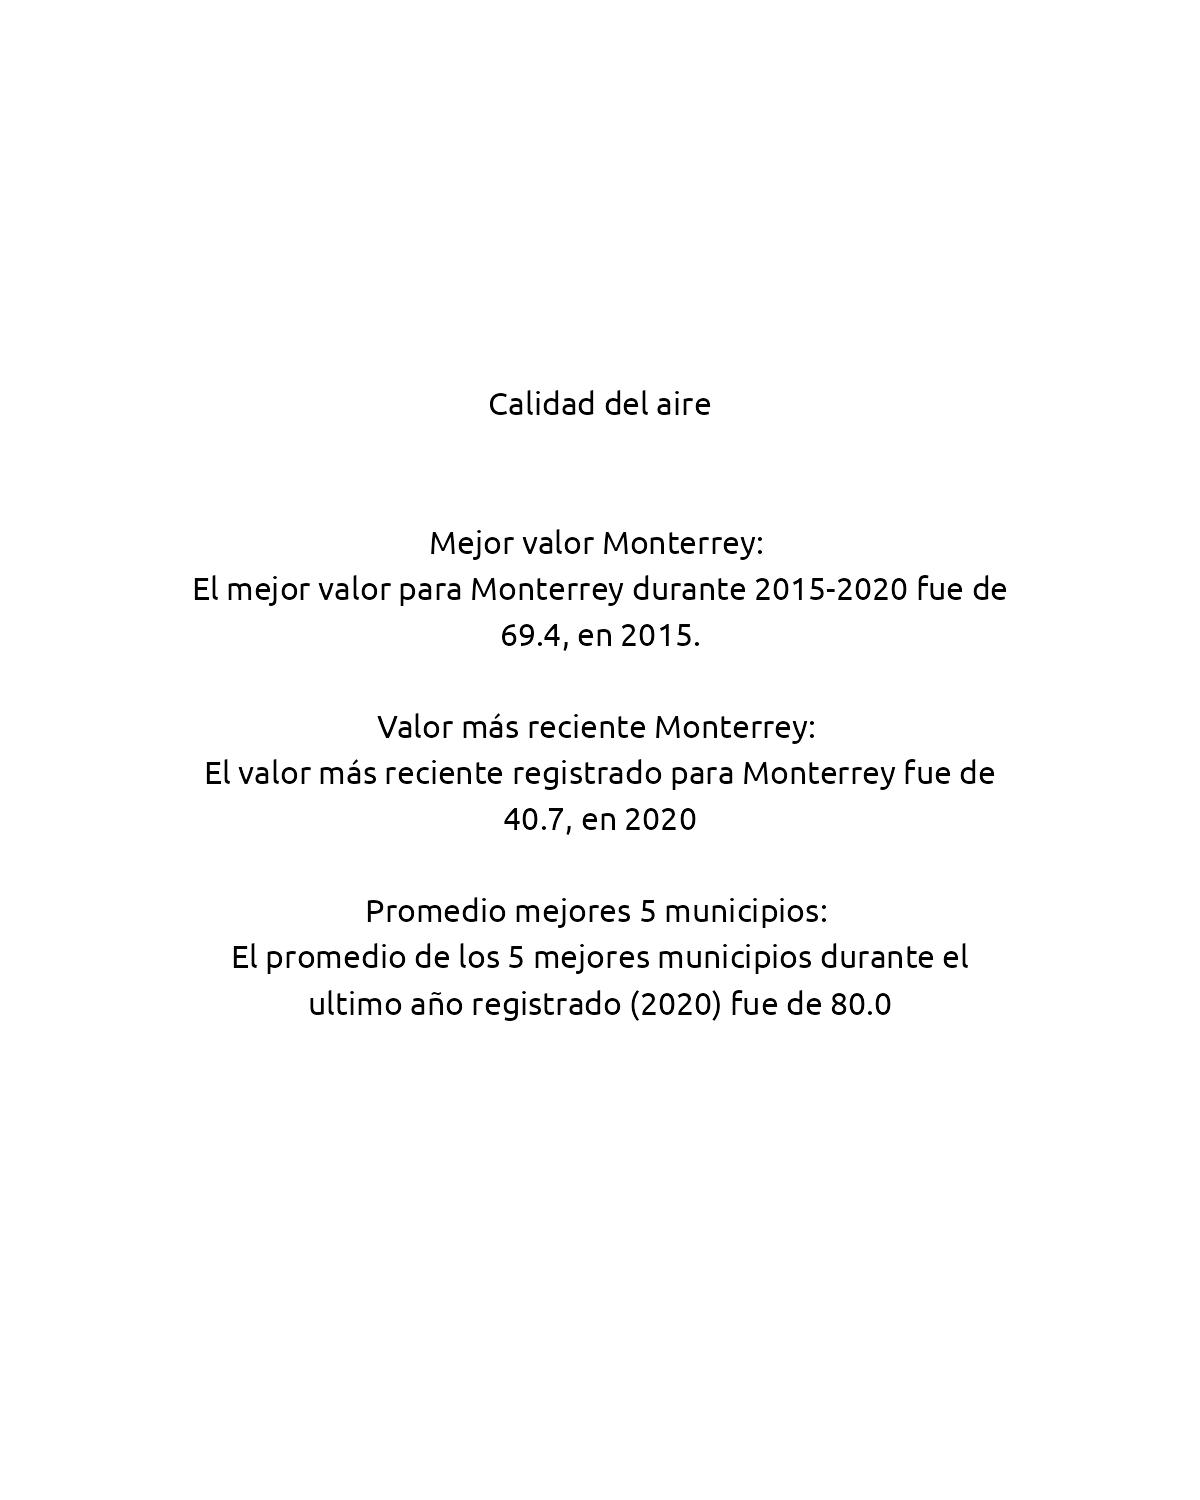 Calidad del aire
Mejor valor Monterrey:
El mejor valor para Monterrey durante 2015-2020 fue de
69.4, en 2015.
Valor más reciente Monterrey:
El valor más reciente registrado para Monterrey fue de
40.7, en 2020
Promedio mejores 5 municipios:
El promedio de los 5 mejores municipios durante el
ultimo año registrado (2020) fue de 80.0